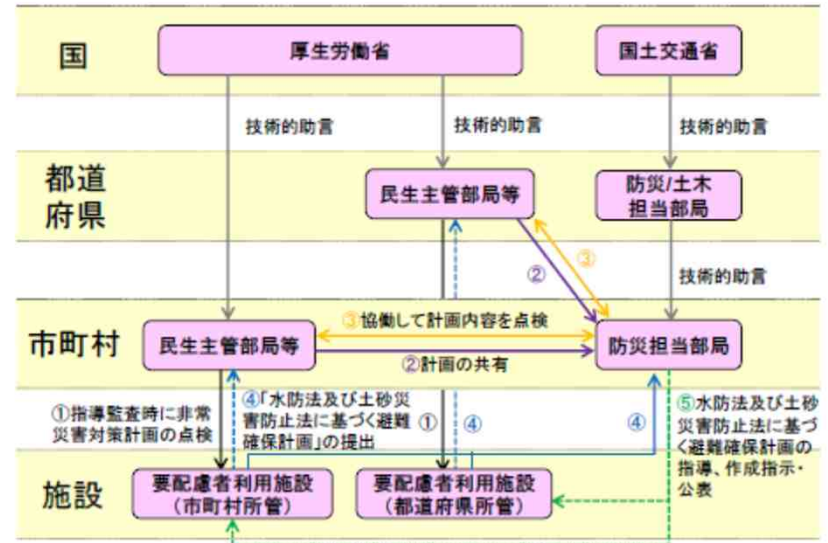 国
厚生労働省
国土交通省
技術的助言
技術的助言
技術的助言
都道
府県
民生主管部局等
防災/土木
担当部局
②
③
技術的助言
市町村
民生主管部局等
③協働して計画内容を点検
②計画の共有
防災担当部局
①指導監査時に非常
災害対策計画の点検
④「水防法及び土砂災
害防止法に基づく避難
確保計画」の提出
①
④
④
⑤水防法及び土砂
災害防止法に基づ
く避難確保計画の
指導、作成指示・
公表
施設
要配慮者利用施設
（市町村所管）
要配慮者利用施設
（都道府県所管）